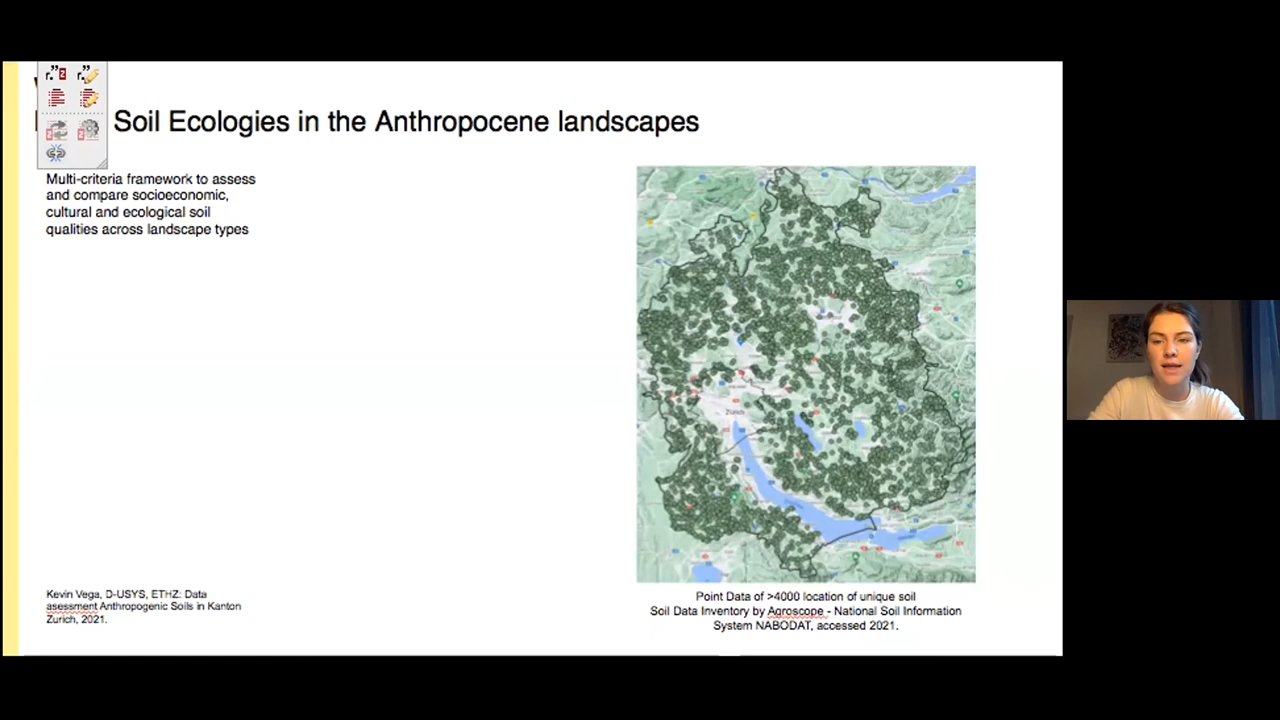 Soil Ecologies in the Anthropocene landscapes
Multi-criteria framework to assess
and compare socioeconomic,
cultural and ecological soil
qualities across landscape types
Zürich
Kevin Vega, D-USYS, ETHZ: Data
asessment Anthropogenic Soils in Kanton
Zurich, 2021.
Point Data of >4000 location of unique soil
Soil Data Inventory by Agroscope - National Soil Information
System NABODAT, accessed 2021.